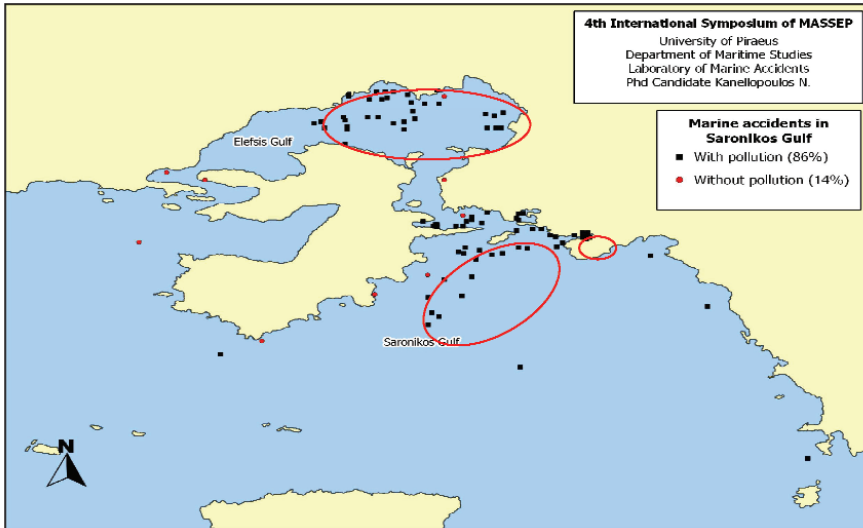 4th International Symposium of MASSEP
University of Piraeus
Department of Maritime Studies
Laboratory of Marine Accidents
Phd Candidate Kanellopoulos N.
Marine accidents in
Saronikos Gulf
With pollution (86%)
Without pollution (14%)
Elefsis Gulf
Saronikos Gulf
N